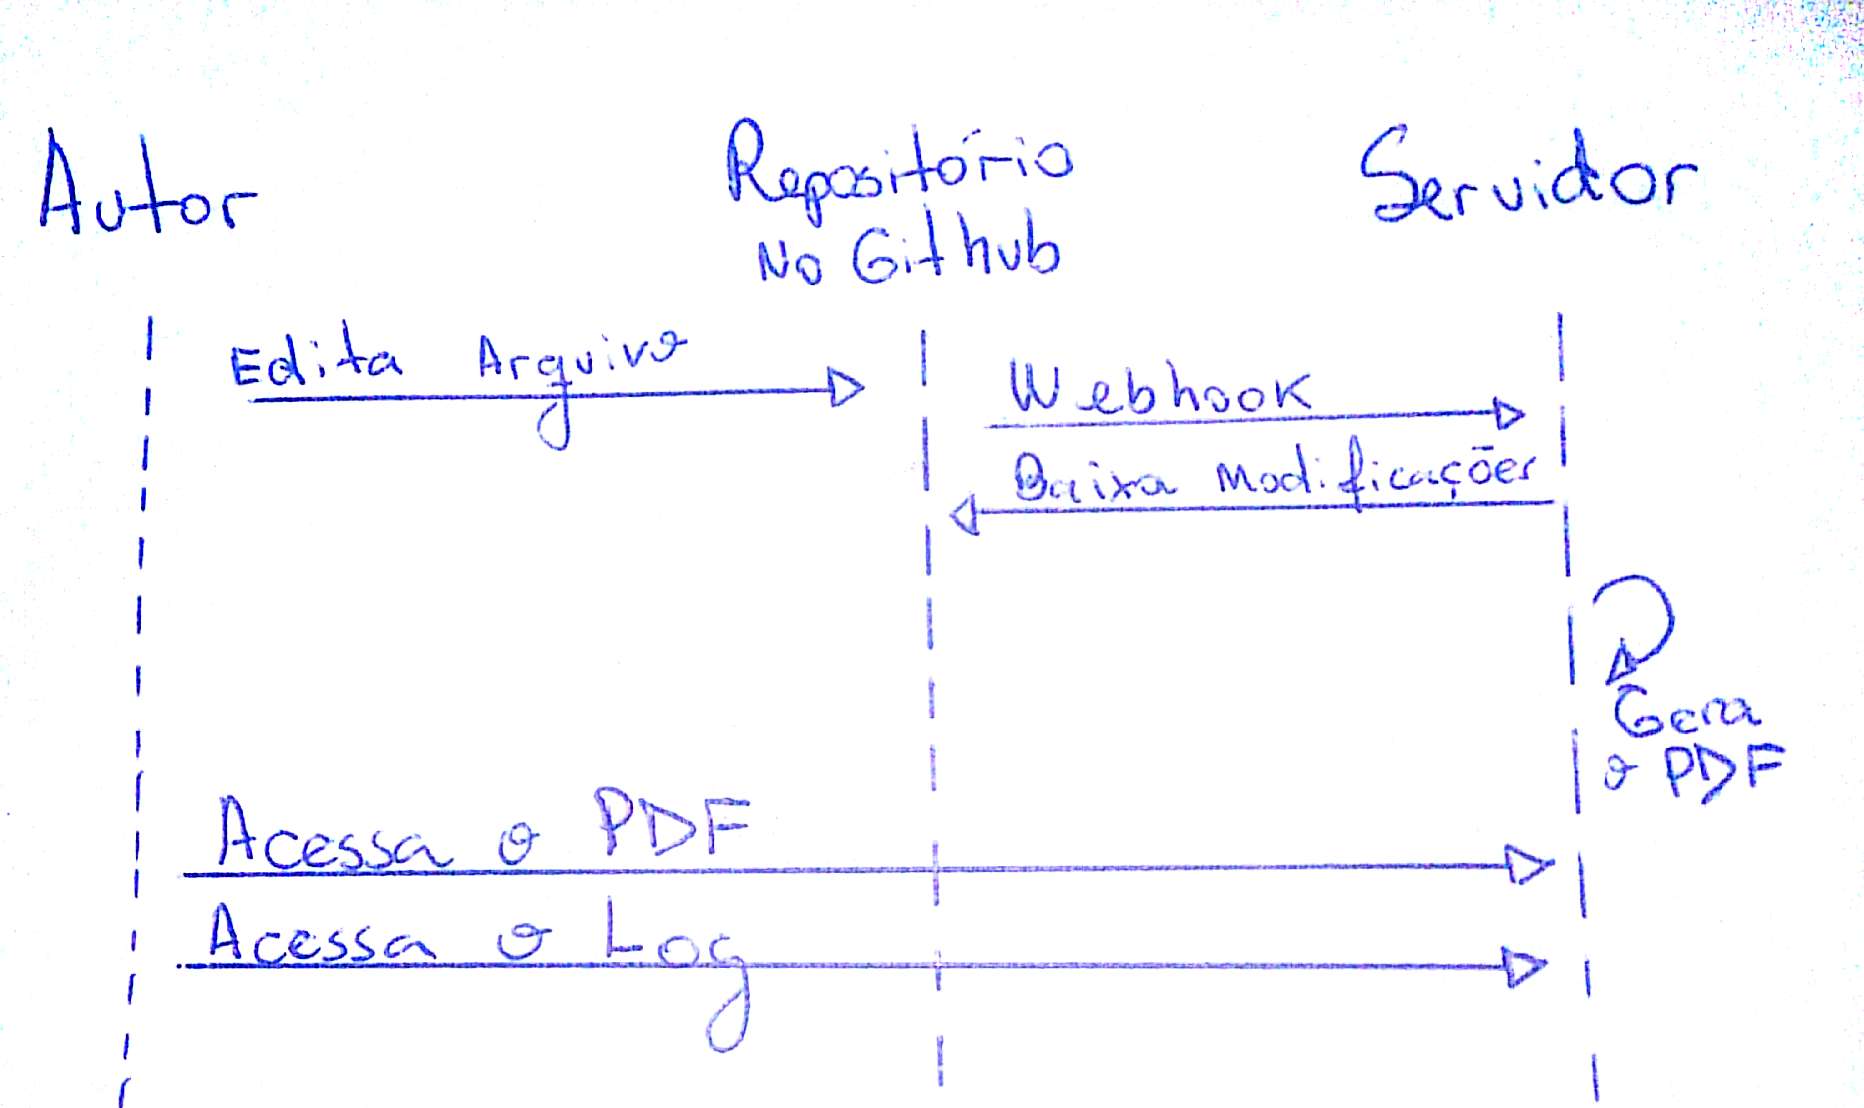 Autor
Repositório
No Github
Servidor
Edita Arquivo
Webhook
Baixa Modificações
Gera
o PDF
Acessa o PDF
Acessa o Log